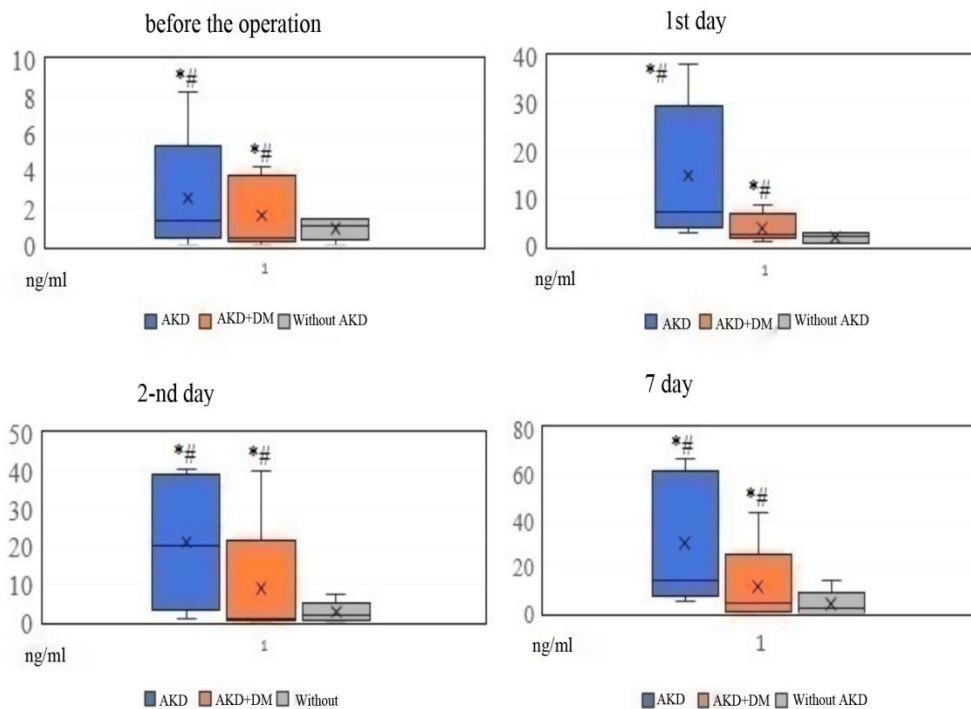 before the operation
10
8
6
4
2
0
*#
*#
1
ng/ml
AKD AKD+DM Without AKD
1st day
40
30
20
10
0
*#
*#
1
ng/ml
AKD AKD+DM Without AKD
2-nd day
50
40
30
20
10
0
*#
*#
1
ng/ml
AKD AKD+DM Without
7 day
80
60
40
20
0
*#
*#
1
ng/ml
AKD AKD+DM Without AKD